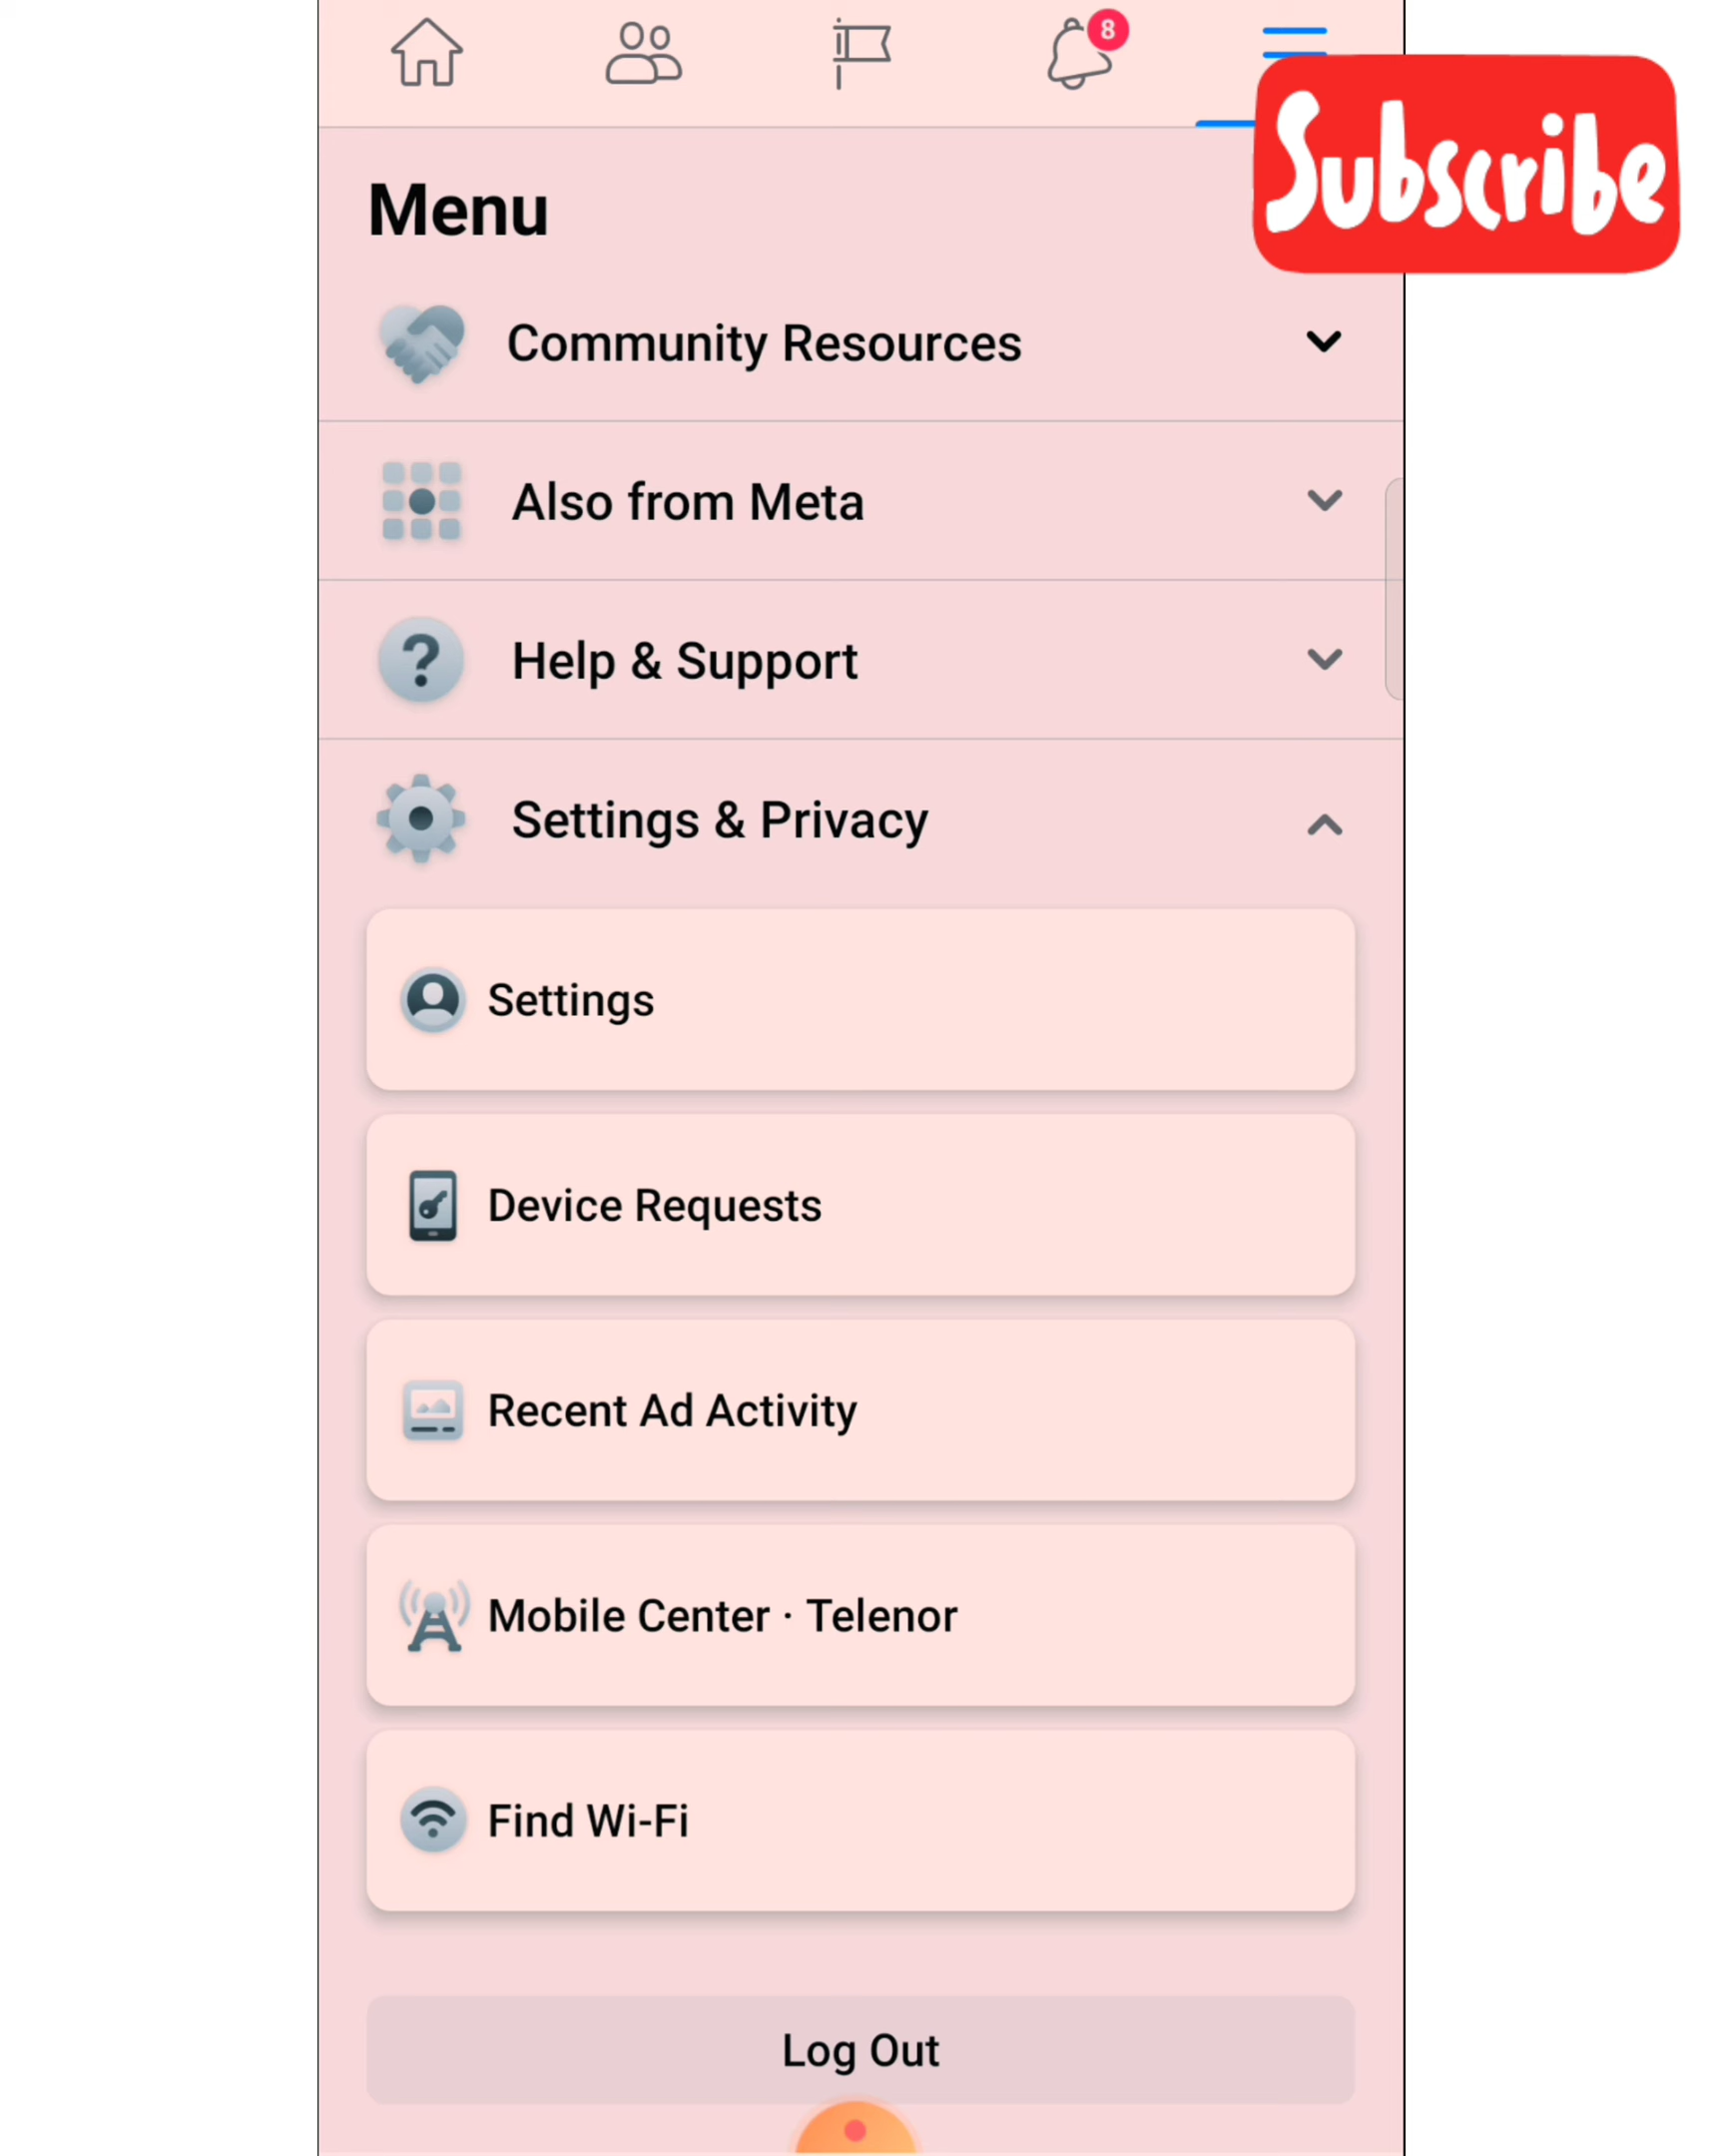 8
Subscribe
Menu
Community Resources
Also from Meta
Help & Support
Settings & Privacy
Settings
Device Requests
Recent Ad Activity
Mobile Center · Telenor
Find Wi-Fi
Log Out